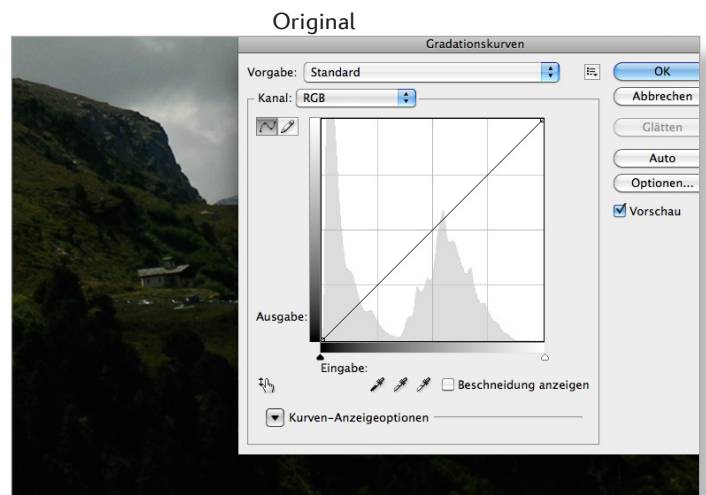 Original
Gradationskurven
Vorgabe: Standard
OK
Kanal: RGB
Abbrechen
Glätten
Auto
Optionen...
Vorschau
Ausgabe:
Eingabe:
Beschneidung anzeigen
Kurven-Anzeigeoptionen